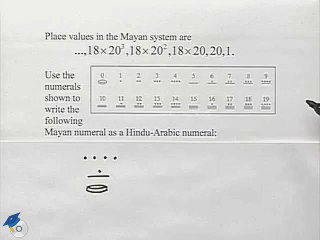 Place values in the Mayan system are
...,18×20³,18×20²,18×20,20,1.
Use the
numerals
shown to
write the
following
0 1 2 3 4 5 6 7 8 9
10 11 12 13 14 15 16 17 18 19
Mayan numeral as a Hindu-Arabic numeral: